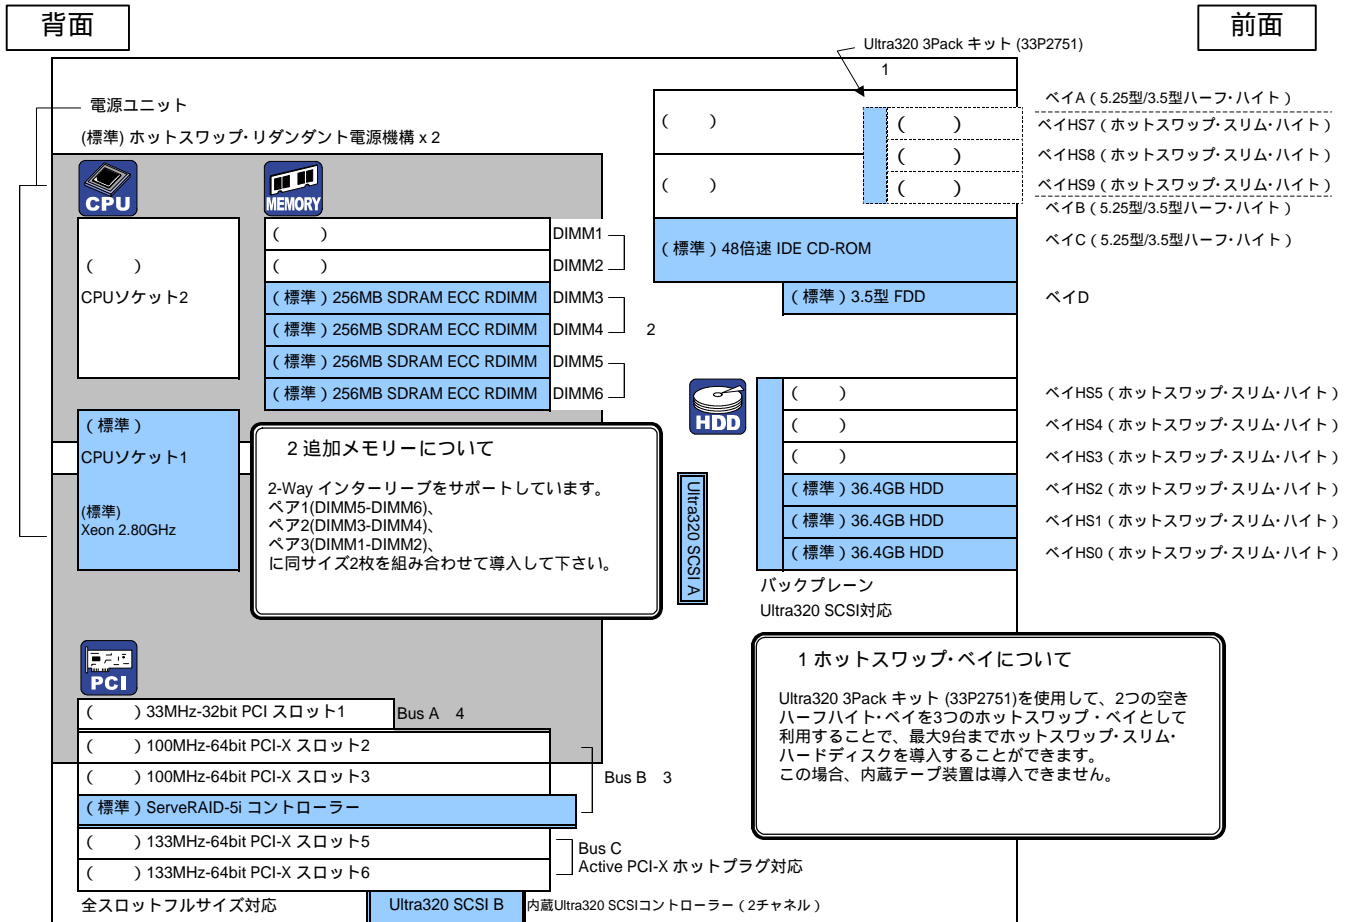 背面
前面
Ultra320 3Pack キット (33P2751)
1
電源ユニット
(標準) ホットスワップ・リダンダント電源機構 x 2
ベイA（5.25型/3.5型ハーフ・ハイト）
ベイHS7（ホットスワップ・スリム・ハイト）
ベイHS8（ホットスワップ・スリム・ハイト）
ベイHS9（ホットスワップ・スリム・ハイト）
ベイB（5.25型/3.5型ハーフ・ハイト）
ベイC（5.25型/3.5型ハーフ・ハイト）
ベイD
（　　）
（　　）
（　　）
（　　）
（　　）
（標準）48倍速 IDE CD-ROM
（標準）3.5型 FDD
CPU
MEMORY
（　　）
CPUソケット2
（　　） DIMM1
（　　） DIMM2
（標準）256MB SDRAM ECC RDIMM DIMM3
（標準）256MB SDRAM ECC RDIMM DIMM4
2
（標準）256MB SDRAM ECC RDIMM DIMM5
（標準）256MB SDRAM ECC RDIMM DIMM6
（標準）
CPUソケット1
(標準)
Xeon 2.80GHz
2 追加メモリーについて
2-Way インターリーブをサポートしています。
ペア1(DIMM5-DIMM6)、
ペア2(DIMM3-DIMM4)、
ペア3(DIMM1-DIMM2)、
に同サイズ2枚を組み合わせて導入して下さい。
Ultra320 SCSI A
HDD
（　　） ベイHS5（ホットスワップ・スリム・ハイト）
（　　） ベイHS4（ホットスワップ・スリム・ハイト）
（　　） ベイHS3（ホットスワップ・スリム・ハイト）
（標準）36.4GB HDD ベイHS2（ホットスワップ・スリム・ハイト）
（標準）36.4GB HDD ベイHS1（ホットスワップ・スリム・ハイト）
（標準）36.4GB HDD ベイHS0（ホットスワップ・スリム・ハイト）
バックプレーン
Ultra320 SCSI対応
1 ホットスワップ・ベイについて
Ultra320 3Pack キット (33P2751)を使用して、2つの空き
ハーフハイト・ベイを3つのホットスワップ・ベイとして
利用することで、最大9台までホットスワップ・スリム・
ハードディスクを導入することができます。
この場合、内蔵テープ装置は導入できません。
PCI
（　　）33MHz-32bit PCI スロット1 Bus A 4
（　　）100MHz-64bit PCI-X スロット2
（　　）100MHz-64bit PCI-X スロット3
Bus B 3
（標準）ServeRAID-5i コントローラー
（　　）133MHz-64bit PCI-X スロット5
（　　）133MHz-64bit PCI-X スロット6
Bus C
Active PCI-X ホットプラグ対応
全スロットフルサイズ対応
Ultra320 SCSI B
内蔵Ultra320 SCSIコントローラー（2チャネル）